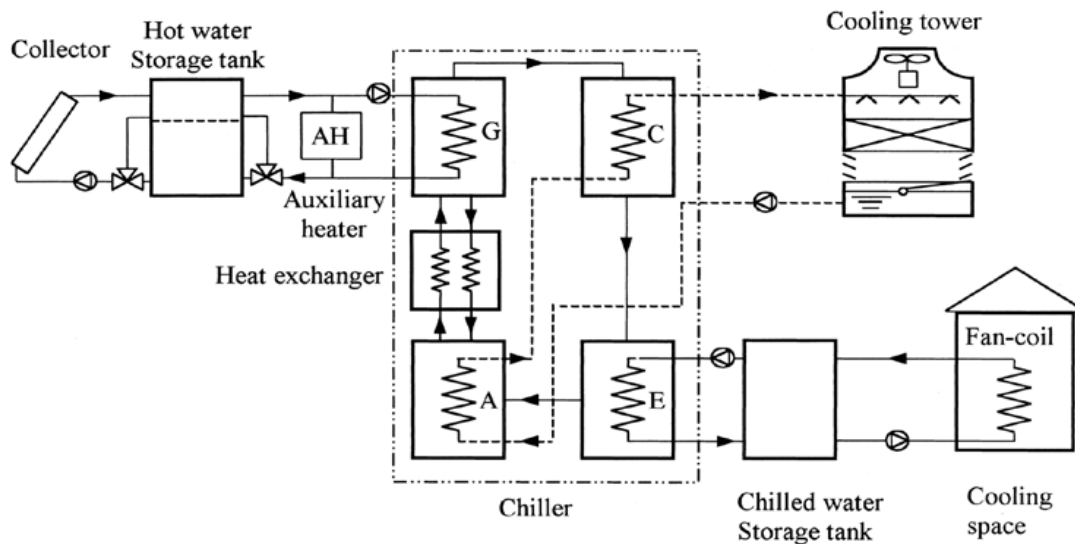 Collector
Hot water
Storage tank
Cooling tower
AH
G
C
Auxiliary
heater
Heat exchanger
A
E
Fan-coil
Chiller
Chilled water
Storage tank
Cooling
space